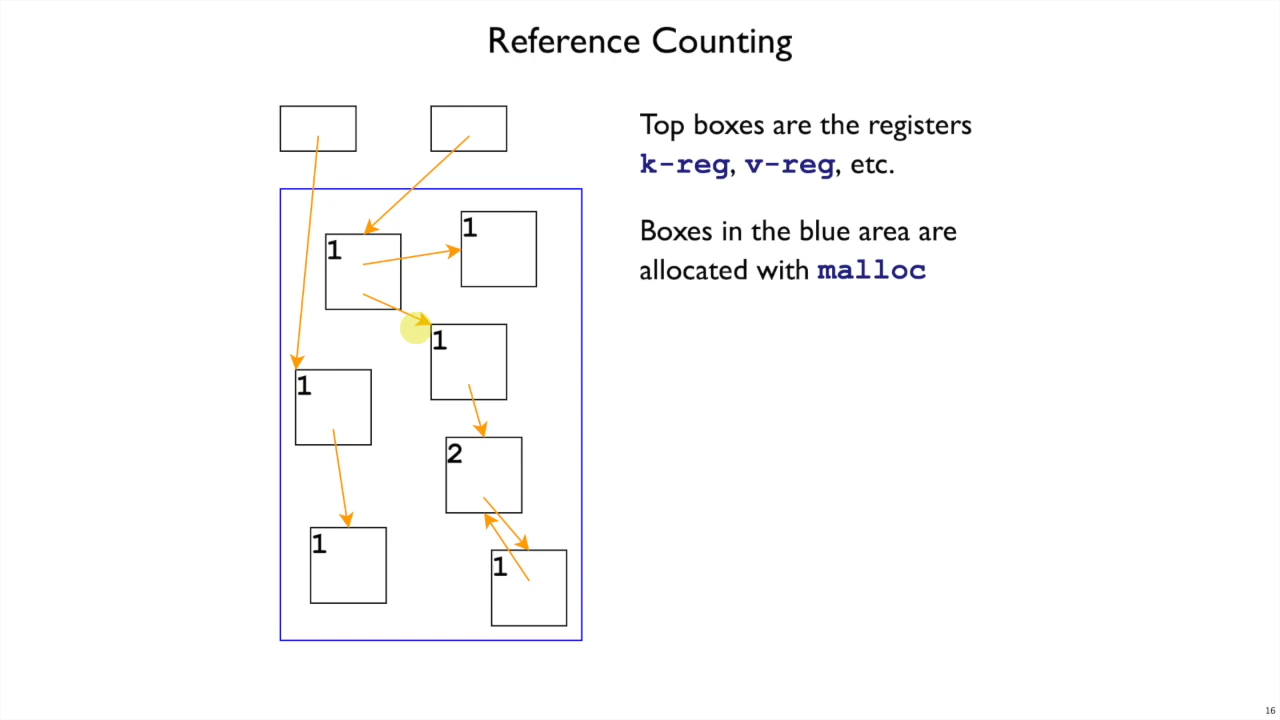 Reference Counting
Top boxes are the registers
k-reg, v-reg, etc.
Boxes in the blue area are
allocated with malloc
1
1
1
1
2
1
1
16